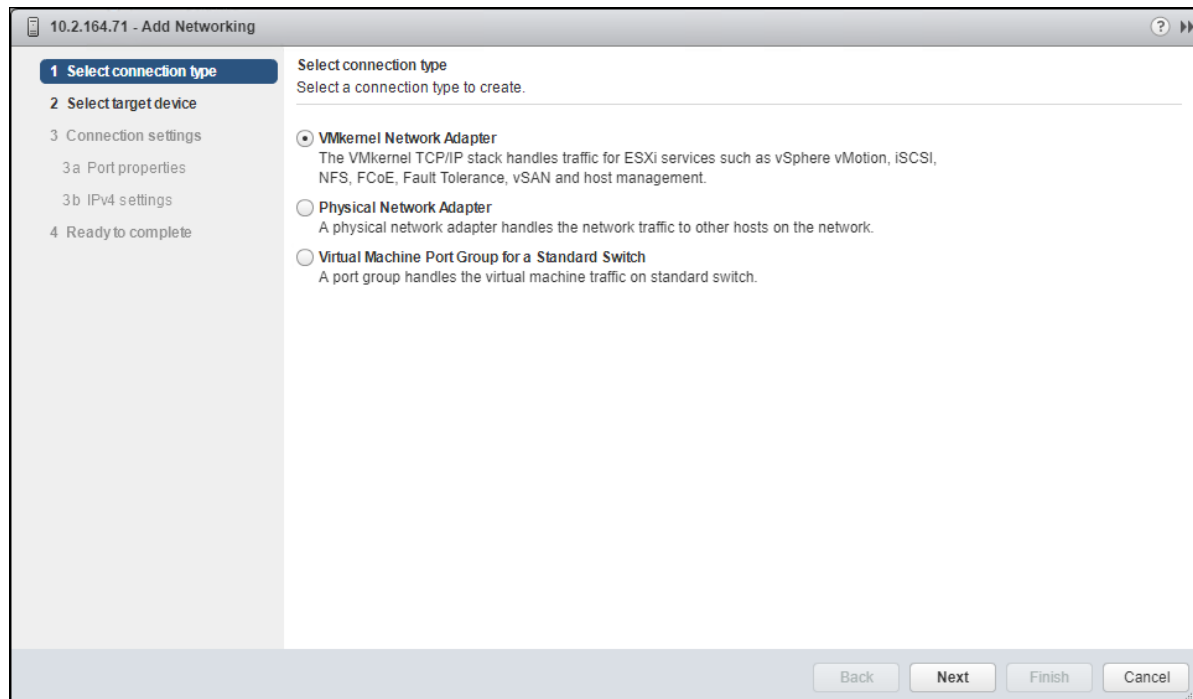 10.2.164.71 - Add Networking
?
1 Select connection type
2 Select target device
3 Connection settings
3a Port properties
3b IPv4 settings
4 Ready to complete
Select connection type
Select a connection type to create.
VMkernel Network Adapter
The VMkernel TCP/IP stack handles traffic for ESXi services such as vSphere vMotion, iSCSI,
NFS, FCoE, Fault Tolerance, vSAN and host management.
Physical Network Adapter
A physical network adapter handles the network traffic to other hosts on the network.
Virtual Machine Port Group for a Standard Switch
A port group handles the virtual machine traffic on standard switch.
Back Next Finish Cancel